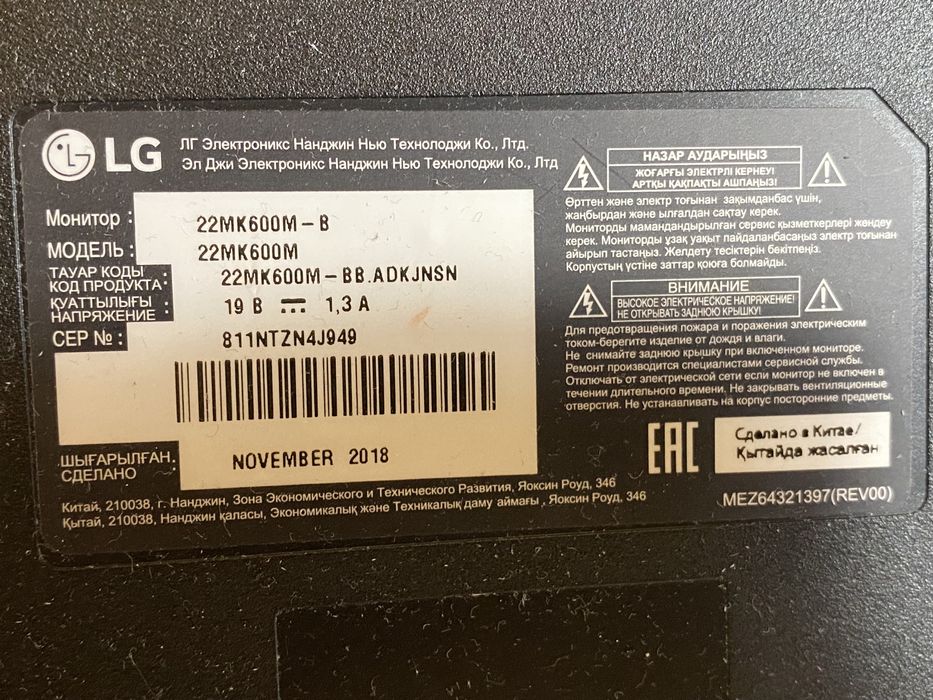 LG
ЛГ Электроникс Нанджин Нью Технолоджи Ко., Лтд.
Эл Джи Электроникс Нанджин Нью Технолоджи Ко., Лтд
Монитор : 22MK600M-B
МОДЕЛЬ : 22MK600M
ТАУАР КОДЫ
КОД ПРОДУКТА : 22MK600M-BB.ADKJNSN
ҚУАТТЫЛЫҒЫ
НАПРЯЖЕНИЕ : 19 В 1,3 А
СЕР № : 811NTZN4J949
ШЫҒАРЫЛҒАН.
СДЕЛАНО : NOVEMBER 2018
Китай, 210038, г. Нанджин, Зона Экономического и Технического Развития, Яоксин Роуд, 346
Қытай, 210038, Нанджин қаласы, Экономикалық және Техникалық даму аймағы , Яоксин Роуд, 346
НАЗАР АУДАРЫҢЫЗ
ЖОҒАРҒЫ ЭЛЕКТРЛІ КЕРНЕУ!
АРТҚЫ ҚАҚПАҚТЫ АШПАҢЫЗ!
Өрттен және электр тоғынан зақымданбас үшін,
жаңбырдан және ылғалдан сақтау керек.
Мониторды мамандандырылған сервис қызметкерлері жөндеу
керек. Мониторды ұзақ уақыт пайдаланбасаңыз электр тоғынан
айырып тастаңыз. Желдету тесіктерін бекітпеңіз.
Корпустың үстіне заттар қоюға болмайды.
ВНИМАНИЕ
ВЫСОКОЕ ЭЛЕКТРИЧЕСКОЕ НАПРЯЖЕНИЕ!
НЕ ОТКРЫВАТЬ ЗАДНЮЮ КРЫШКУ!
Для предотвращения пожара и поражения электрическим
током-берегите изделие от дождя и влаги.
Не снимайте заднюю крышку при включенном мониторе.
Ремонт производится специалистами сервисной службы.
Отключать от электрической сети если монитор не включен в
течении длительного времени. Не закрывать вентиляционные
отверстия. Не устанавливать на корпус посторонние предметы.
EAC
Сделано в Китае/
Қытайда жасалған
MEZ64321397(REV00)